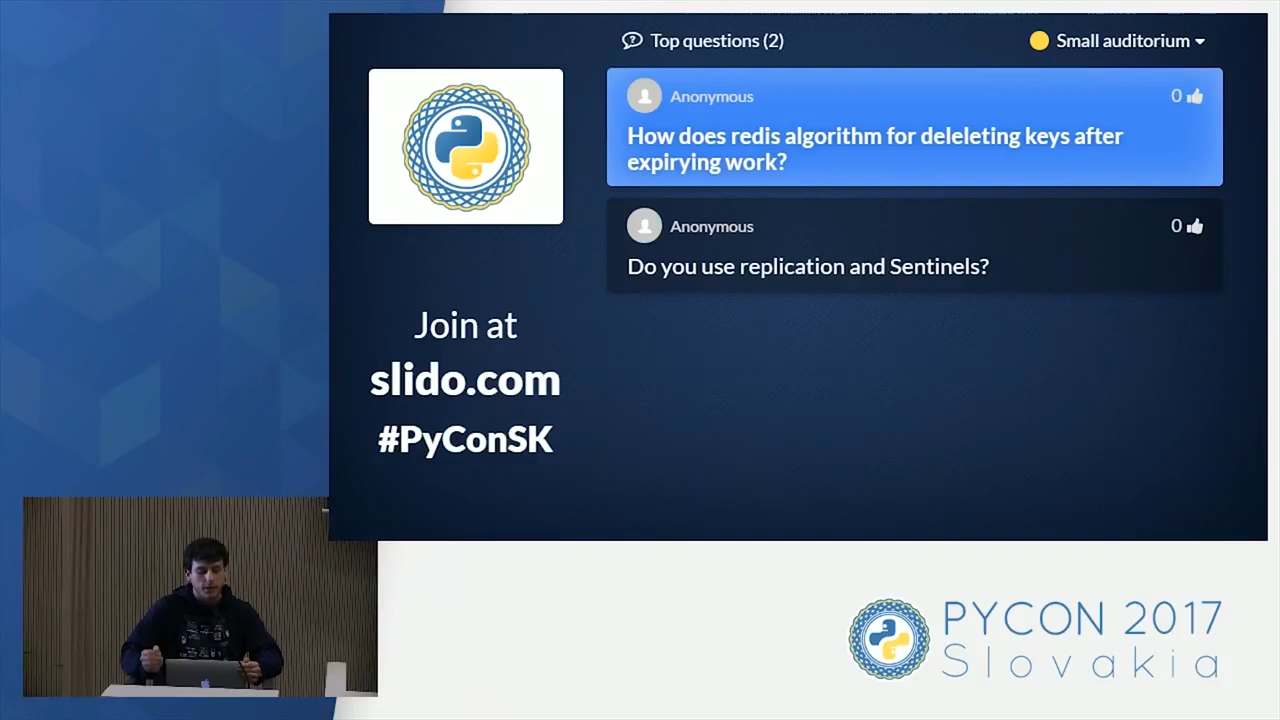 Top questions (2)
Small auditorium
Anonymous
0
How does redis algorithm for deleleting keys after
expirying work?
Anonymous
0
Do you use replication and Sentinels?
Join at
slido.com
#PyConSK
PYCON 2017
Slovakia